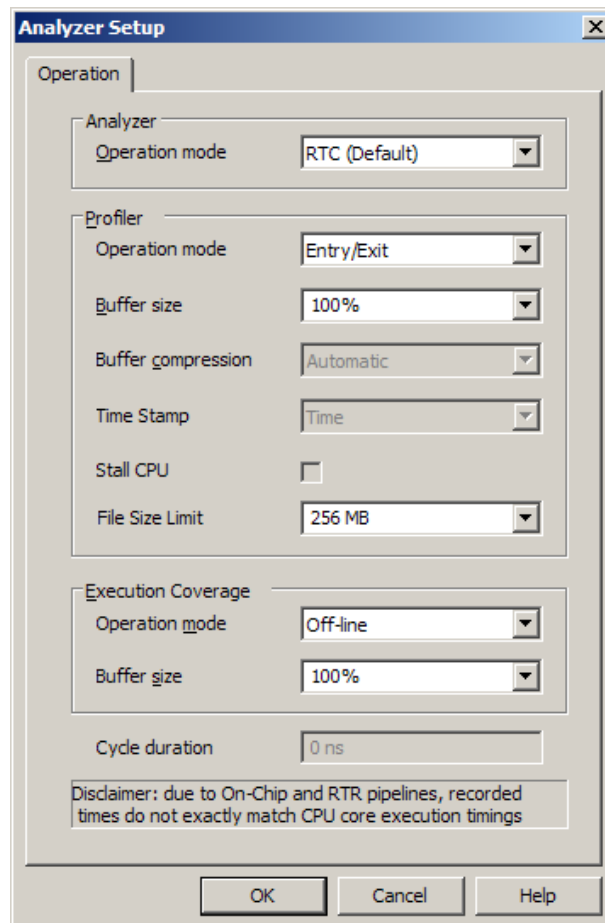 Analyzer Setup
Operation
Analyzer
Operation mode RTC (Default)
Profiler
Operation mode Entry/Exit
Buffer size 100%
Buffer compression Automatic
Time Stamp Time
Stall CPU
File Size Limit 256 MB
Execution Coverage
Operation mode Off-line
Buffer size 100%
Cycle duration 0 ns
Disclaimer: due to On-Chip and RTR pipelines, recorded
times do not exactly match CPU core execution timings
OK Cancel Help